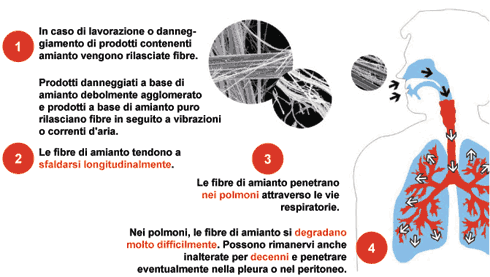 1
In caso di lavorazione o danneg-
giamento di prodotti contenenti
amianto vengono rilasciate fibre.
Prodotti danneggiati a base di
amianto debolmente agglomerato
e prodotti a base di amianto puro
rilasciano fibre in seguito a vibrazioni
o correnti d'aria.
2
Le fibre di amianto tendono a
sfaldarsi longitudinalmente.
3
Le fibre di amianto penetrano
nei polmoni attraverso le vie
respiratorie.
4
Nei polmoni, le fibre di amianto si degradano
molto difficilmente. Possono rimanervi anche
inalterate per decenni e penetrare
eventualmente nella pleura o nel peritoneo.